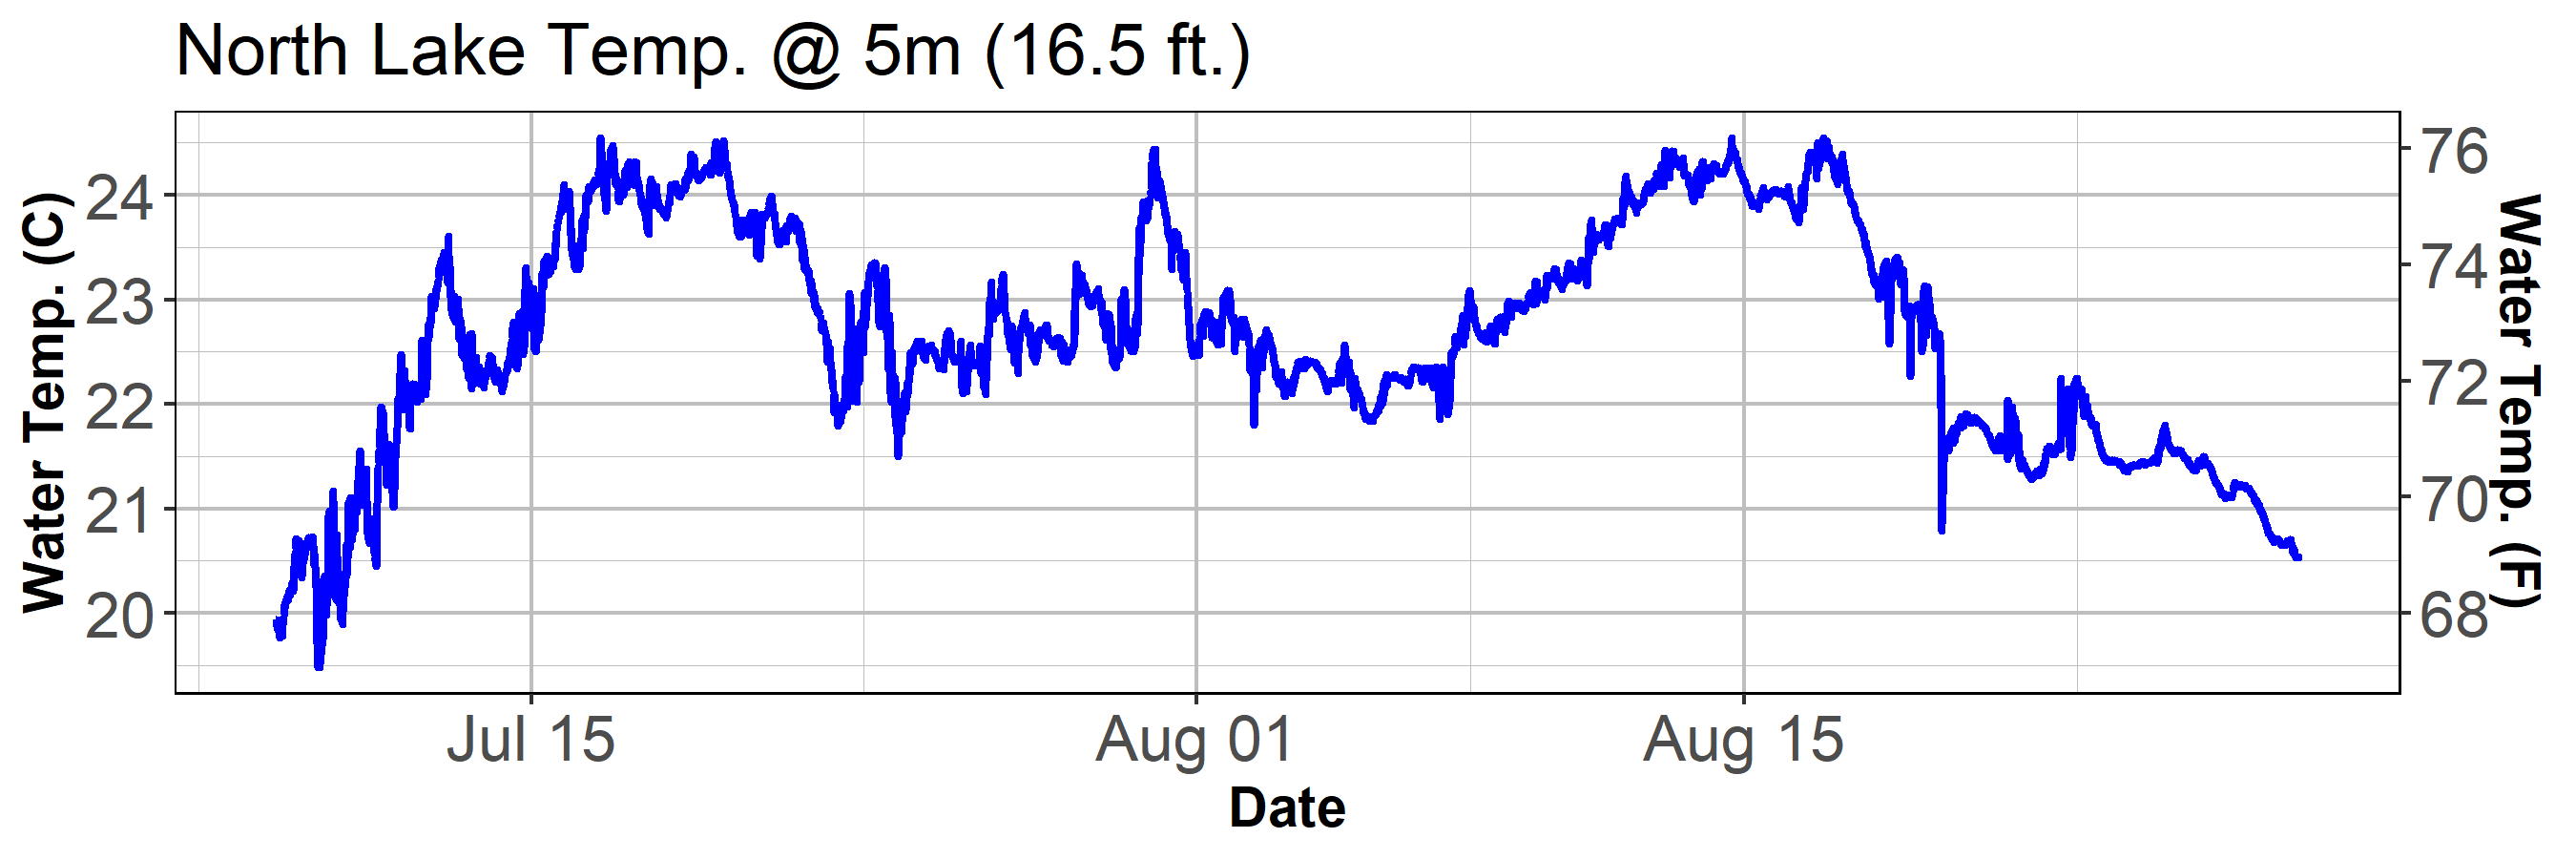 North Lake Temp. @ 5m (16.5 ft.)
Water Temp. (C)
24
23
22
21
20
76
74
72
70
68
Water Temp. (F)
Jul 15 Aug 01 Aug 15
Date